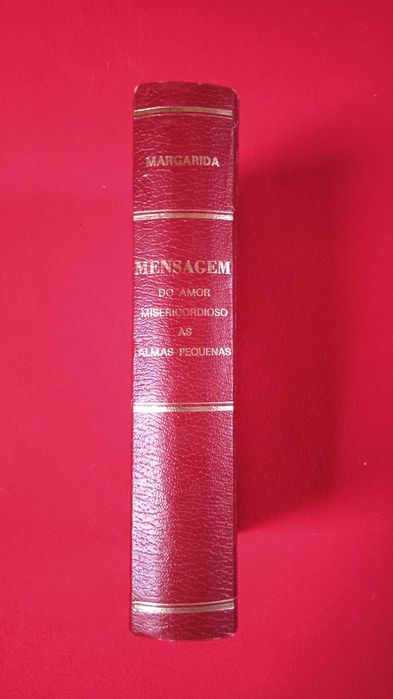 MARGARIDA
MENSAGEM
DO AMOR
MISERICORDIOSO
AS
ALMAS PEQUENAS